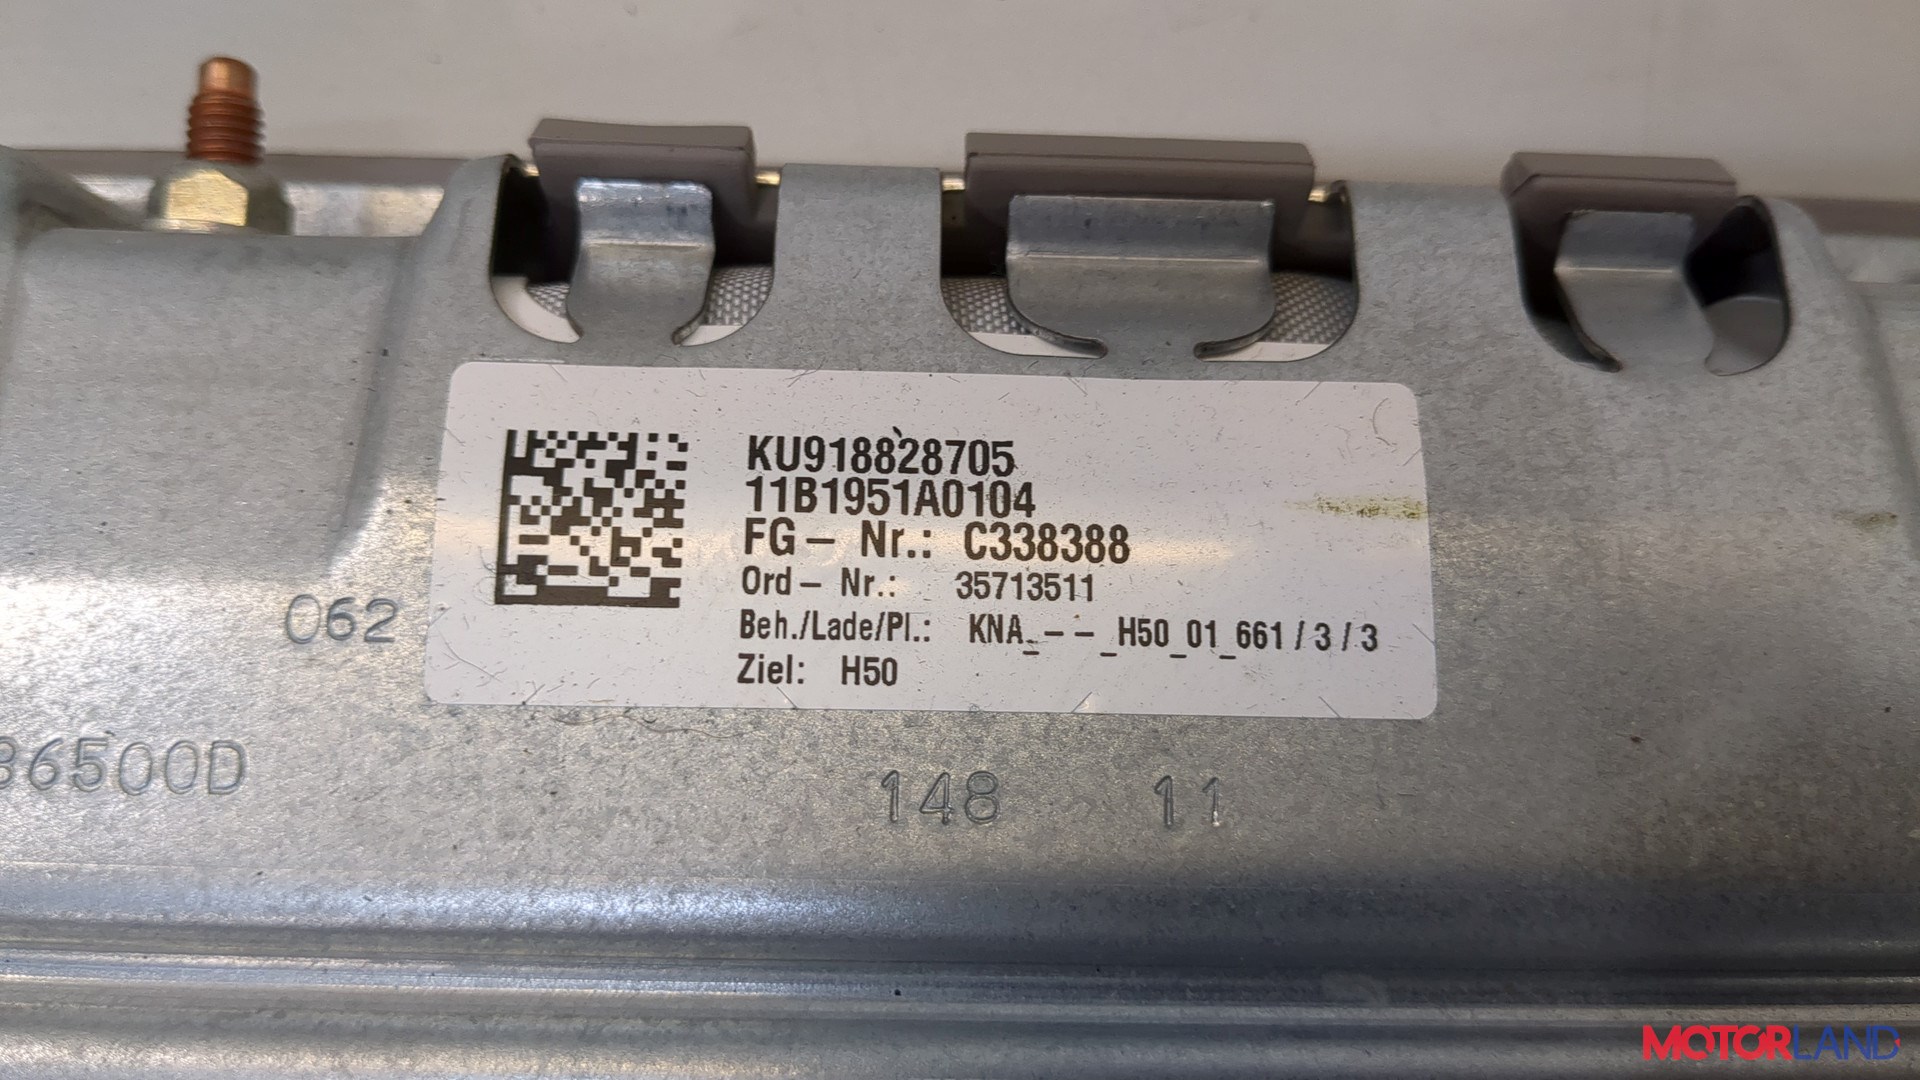 KU918828705
11B1951A0104
FG – Nr.: C338388
Ord – Nr.: 35713511
Beh./Lade/Pl.: KNA_– –_H50_01_661 / 3 / 3
Ziel: H50
062
36500D
148 11
MOTORLAND